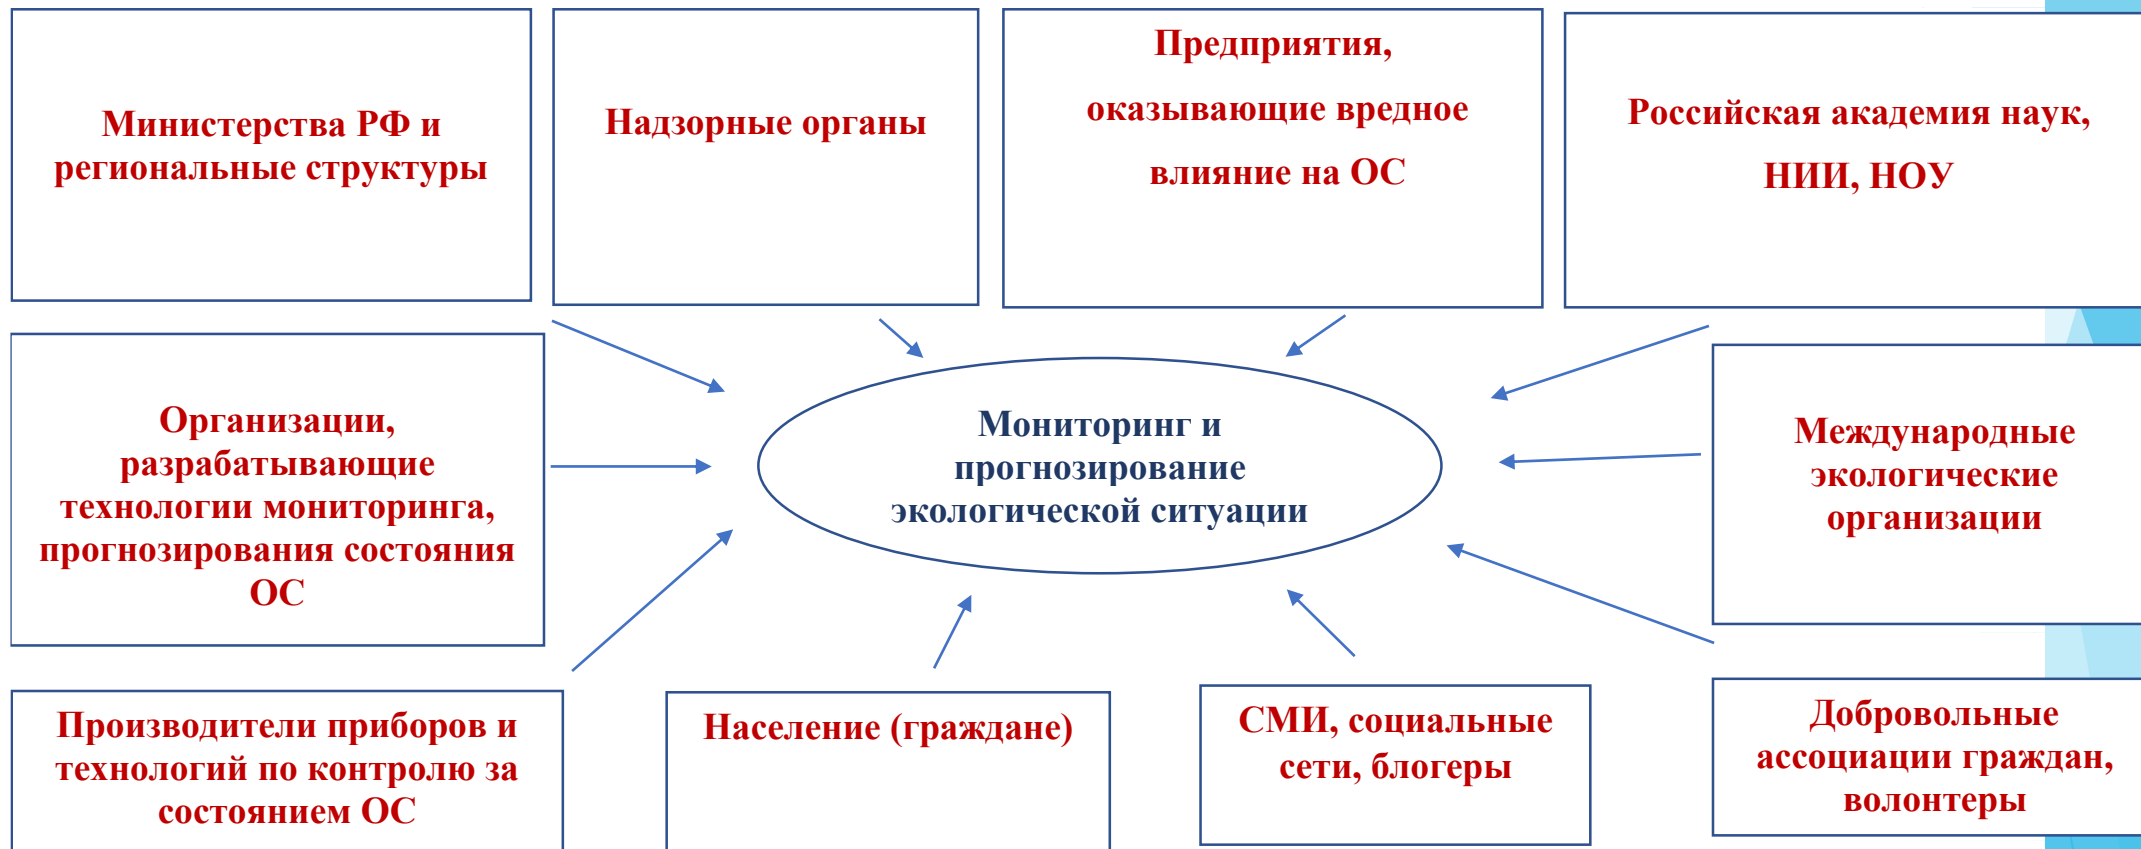 Министерства РФ и
региональные структуры
Надзорные органы
Предприятия,
оказывающие вредное
влияние на ОС
Российская академия наук,
НИИ, НОУ
Организации,
разрабатывающие
технологии мониторинга,
прогнозирования состояния
ОС
Мониторинг и
прогнозирование
экологической ситуации
Международные
экологические
организации
Производители приборов и
технологий по контролю за
состоянием ОС
Население (граждане)
СМИ, социальные
сети, блогеры
Добровольные
ассоциации граждан,
волонтеры